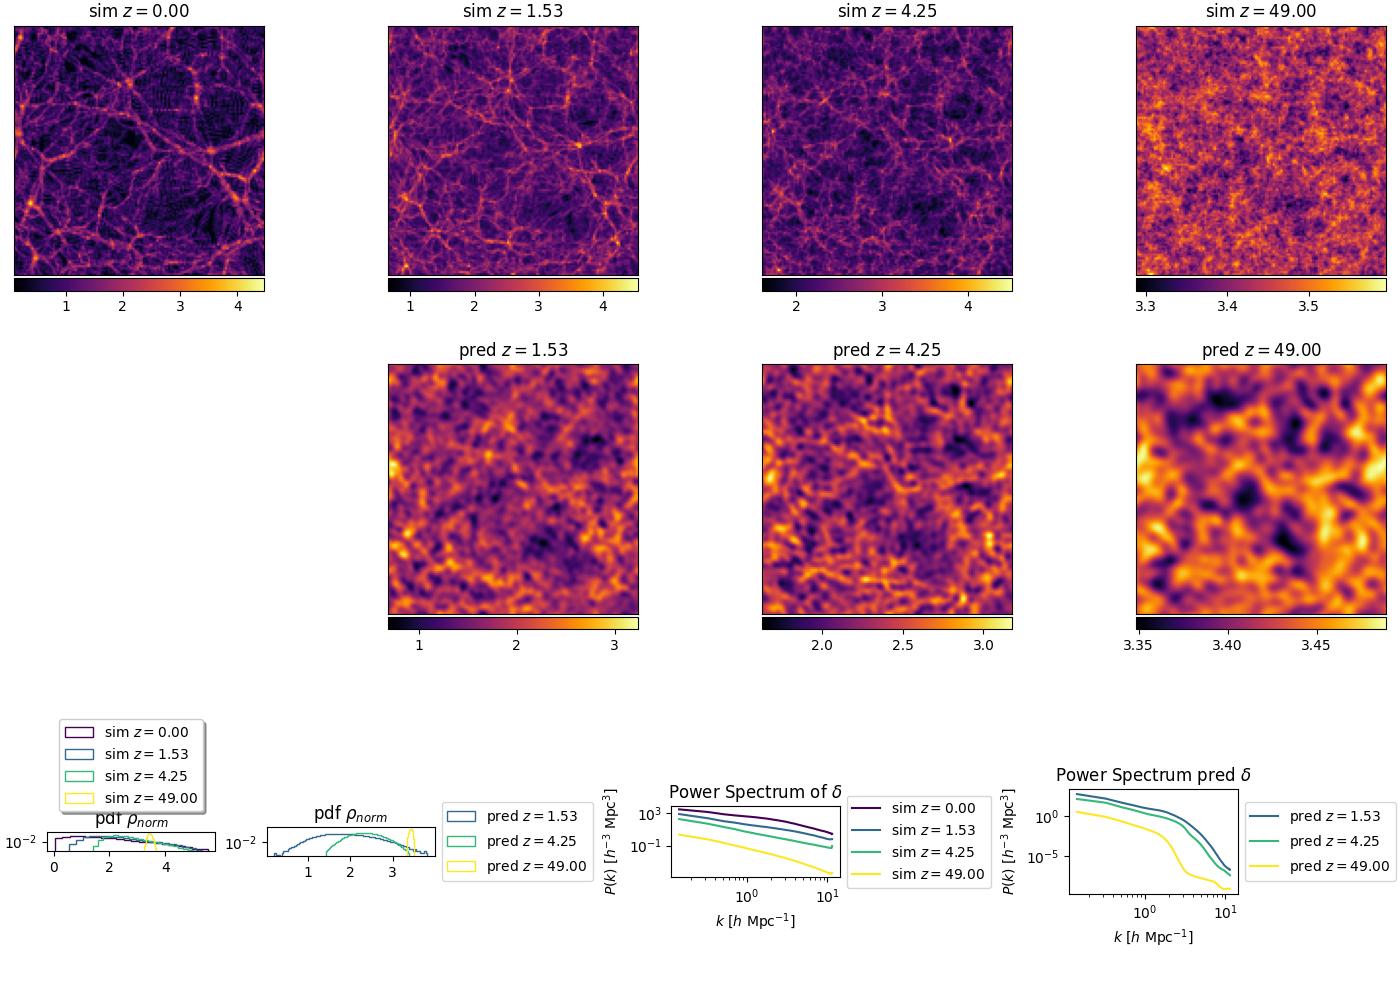 sim z = 0.00
sim z = 1.53
sim z = 4.25
sim z = 49.00
1 2 3 4
1 2 3 4
2 3 4
3.3 3.4 3.5
pred z = 1.53
pred z = 4.25
pred z = 49.00
1 2 3
2.0 2.5 3.0
3.35 3.40 3.45
sim z = 0.00
sim z = 1.53
sim z = 4.25
sim z = 49.00
pdf ρnorm
10⁻²
0 2 4
pdf ρnorm
10⁻²
1 2 3
pred z = 1.53
pred z = 4.25
pred z = 49.00
Power Spectrum of δ
P(k) [h⁻³ Mpc³]
10³
10⁻¹
10⁰ 10¹
k [h Mpc⁻¹]
sim z = 0.00
sim z = 1.53
sim z = 4.25
sim z = 49.00
Power Spectrum pred δ
P(k) [h⁻³ Mpc³]
10⁰
10⁻⁵
10⁰ 10¹
k [h Mpc⁻¹]
pred z = 1.53
pred z = 4.25
pred z = 49.00